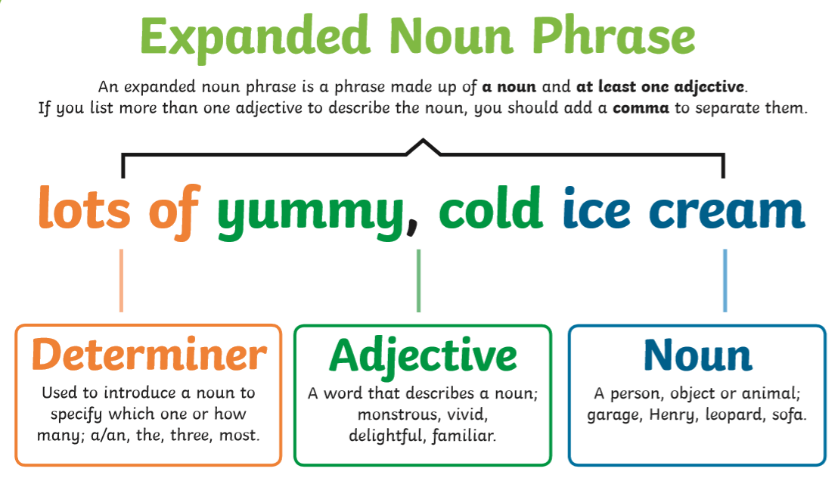 Expanded Noun Phrase
An expanded noun phrase is a phrase made up of a noun and at least one adjective.
If you list more than one adjective to describe the noun, you should add a comma to separate them.
lots of yummy, cold ice cream
Determiner
Used to introduce a noun to
specify which one or how
many; a/an, the, three, most.
Adjective
A word that describes a noun;
monstrous, vivid,
delightful, familiar.
Noun
A person, object or animal;
garage, Henry, leopard, sofa.